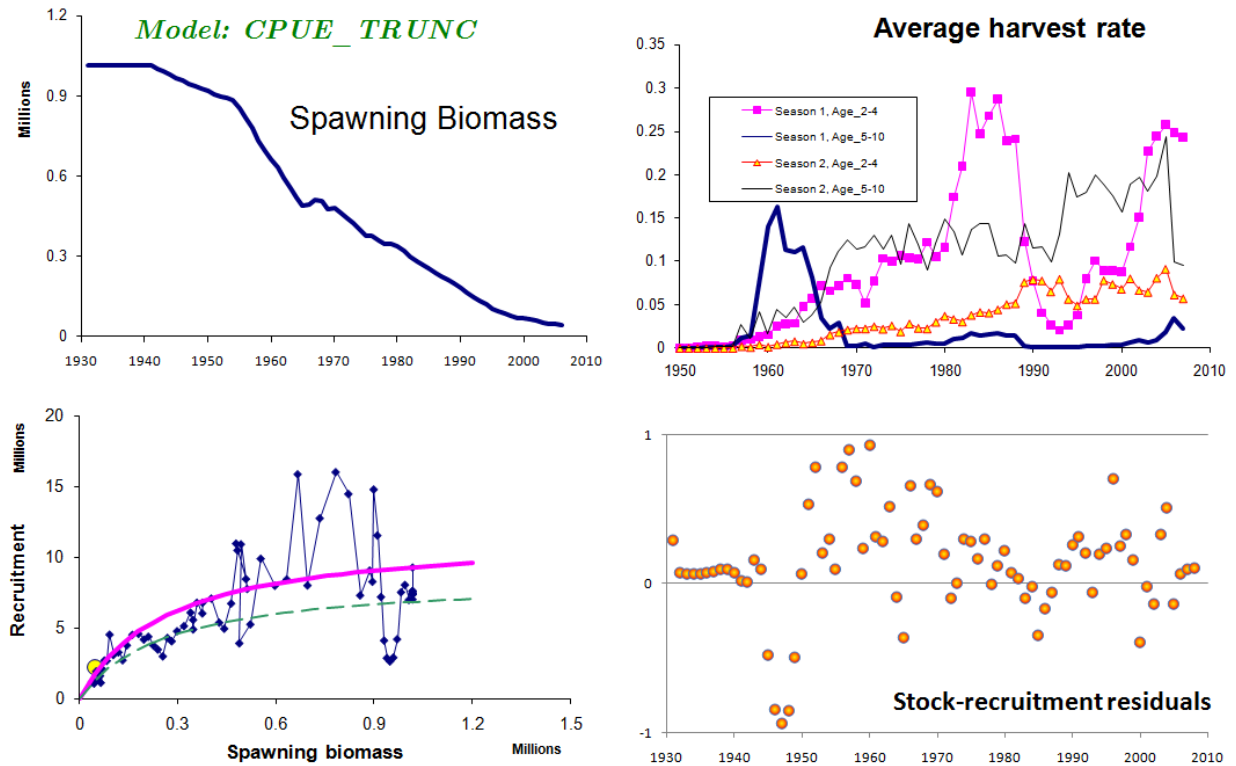 Model: CPUE_TRUNC
Millions
1.2
0.9
0.6
0.3
0
Spawning Biomass
1930 1940 1950 1960 1970 1980 1990 2000 2010
Average harvest rate
0.35
0.3
0.25
0.2
0.15
0.1
0.05
0
Season 1, Age_2-4
Season 1, Age_5-10
Season 2, Age_2-4
Season 2, Age_5-10
1950 1960 1970 1980 1990 2000 2010
Recruitment
Millions
20
15
10
5
0
0 0.3 0.6 0.9 1.2 1.5
Spawning biomass
Millions
1
0
-1
Stock-recruitment residuals
1930 1940 1950 1960 1970 1980 1990 2000 2010